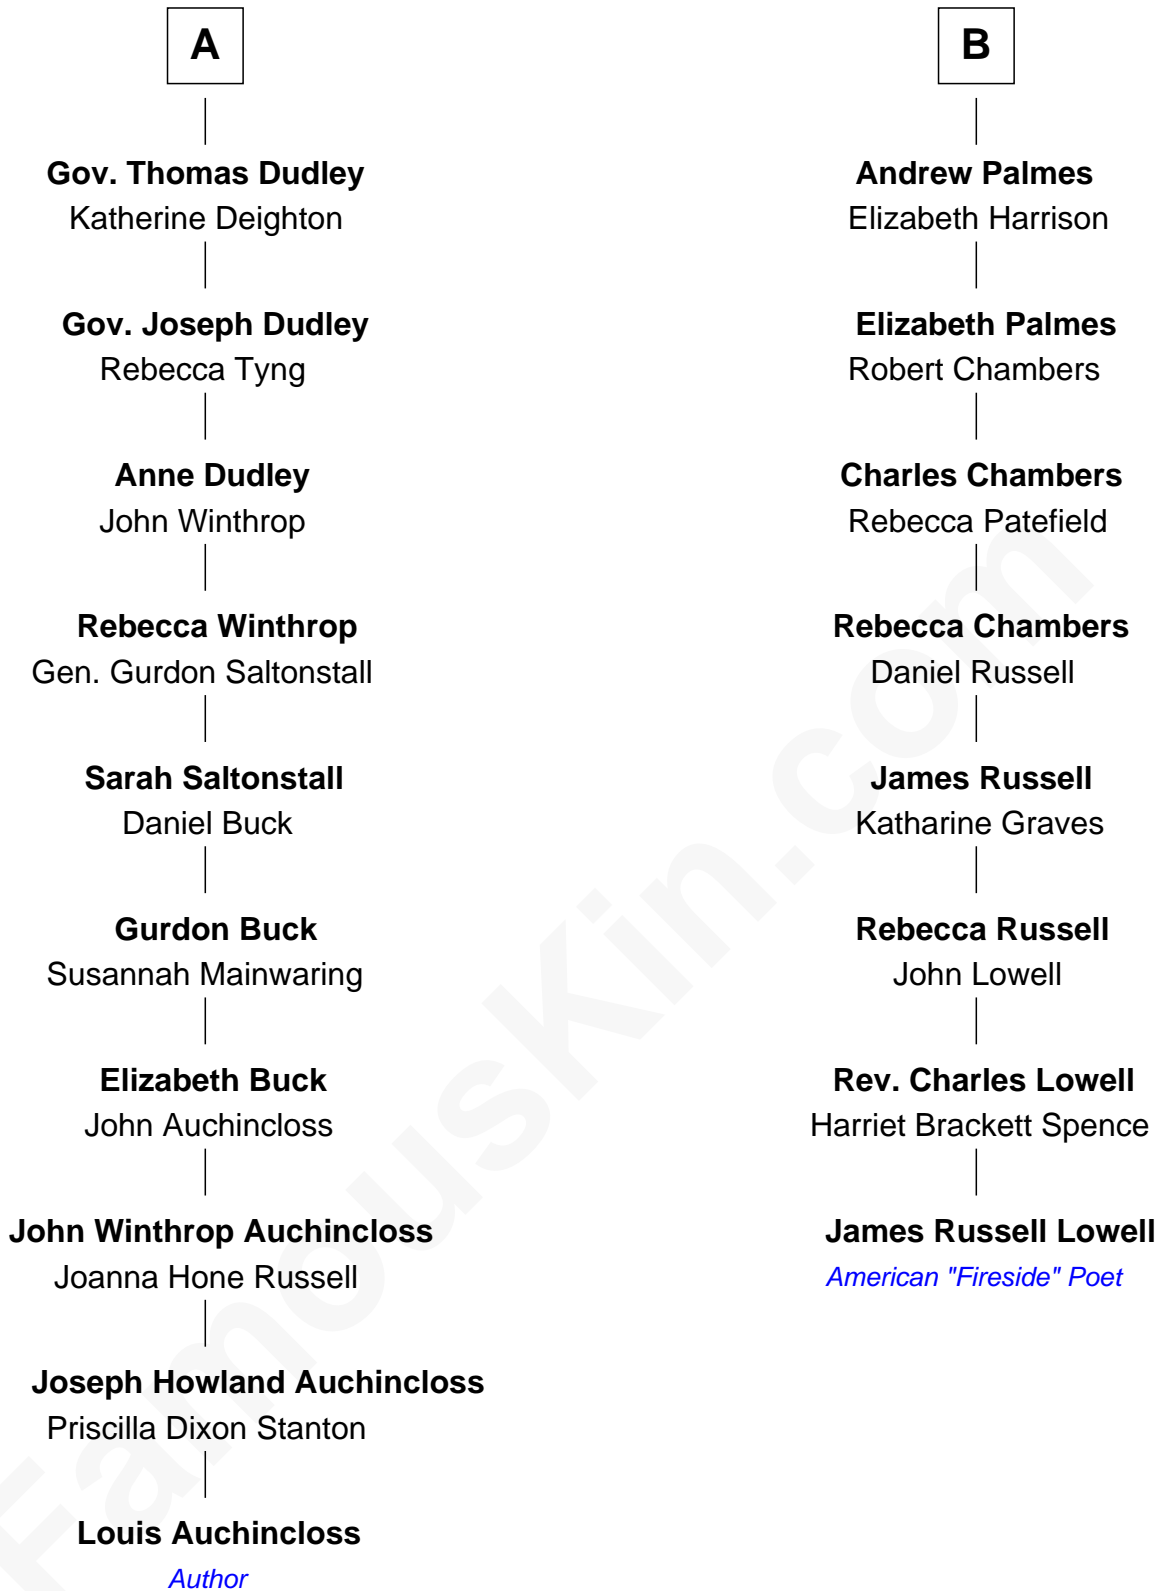 A
Gov. Thomas Dudley
Katherine Deighton
Gov. Joseph Dudley
Rebecca Tyng
Anne Dudley
John Winthrop
Rebecca Winthrop
Gen. Gurdon Saltonstall
Sarah Saltonstall
Daniel Buck
Gurdon Buck
Susannah Mainwaring
Elizabeth Buck
John Auchincloss
John Winthrop Auchincloss
Joanna Hone Russell
Joseph Howland Auchincloss
Priscilla Dixon Stanton
Louis Auchincloss
Author
B
Andrew Palmes
Elizabeth Harrison
Elizabeth Palmes
Robert Chambers
Charles Chambers
Rebecca Patefield
Rebecca Chambers
Daniel Russell
James Russell
Katharine Graves
Rebecca Russell
John Lowell
Rev. Charles Lowell
Harriet Brackett Spence
James Russell Lowell
American "Fireside" Poet
FamousKin.com